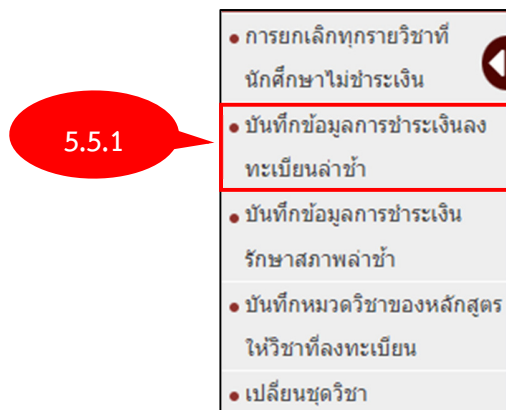 การยกเลิกทุกรายวิชาที่
นักศึกษาไม่ชำระเงิน
5.5.1
บันทึกข้อมูลการชำระเงินลง
ทะเบียนล่าช้า
บันทึกข้อมูลการชำระเงิน
รักษาสภาพล่าช้า
บันทึกหมวดวิชาของหลักสูตร
ให้วิชาที่ลงทะเบียน
เปลี่ยนชุดวิชา